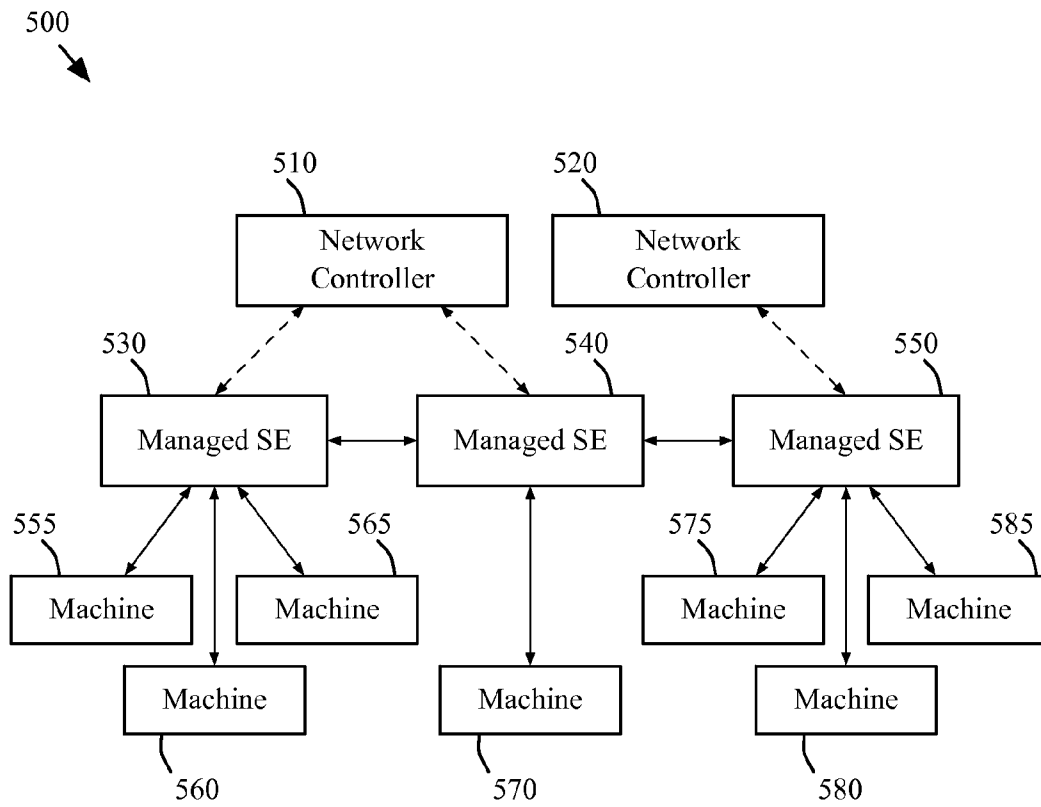 500
510
520
Network
Controller
Network
Controller
530
540
550
Managed SE
Managed SE
Managed SE
555
565
575
585
Machine
Machine
Machine
Machine
Machine
Machine
Machine
560
570
580